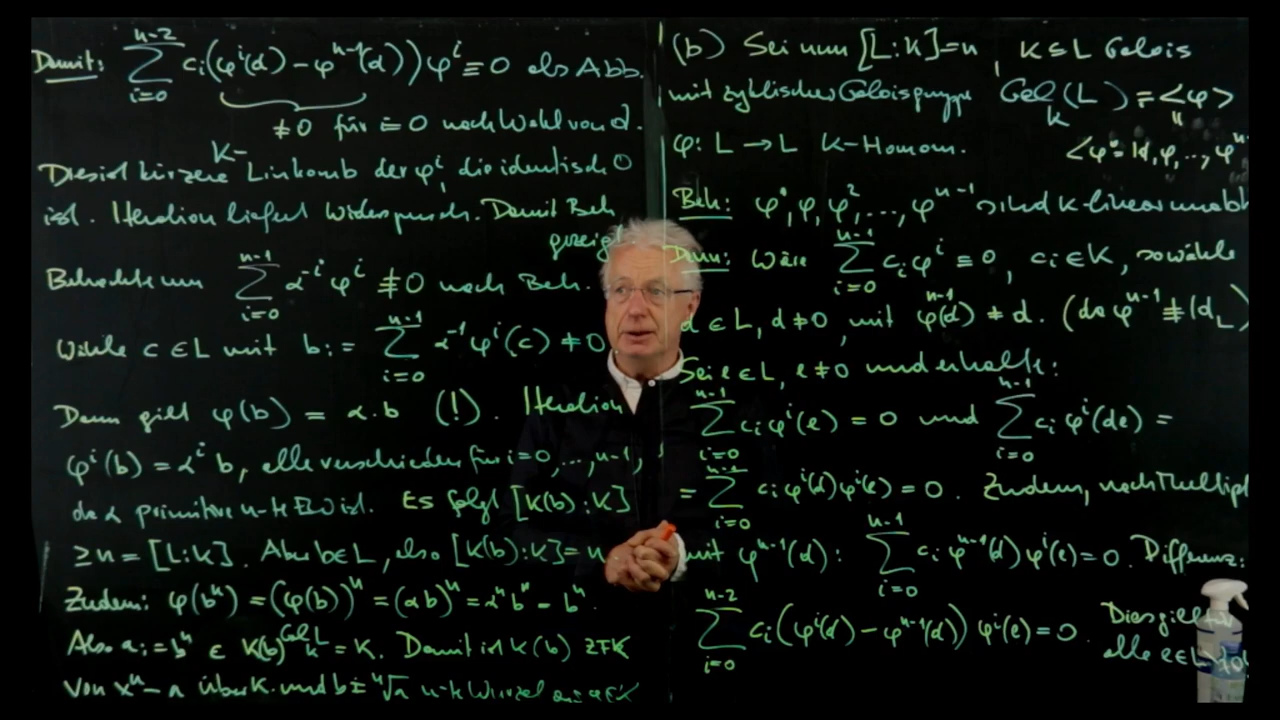 Damit: ∑_{i=0}^{n-2} c_i(φ^i(d) − φ^{n-1}(d)) φ^i ≡ 0 als Abb.
≠0 für i=0 nach Wahl von d.
K-
Dies ist kürzere Linkomb der φ^i, die identisch 0
ist. Iteration liefert Widerspruch. Damit Beh
gezeigt.
Betrachte nun ∑_{i=0}^{n-1} α^{-i} φ^i ≢ 0 nach Beh.
Wähle c ∈ L mit b := ∑_{i=0}^{n-1} α^{-i} φ^i(c) ≠ 0
Dann gilt φ(b) = α·b (!). Iteration
φ^i(b) = α^i b, alle verschieden für i=0,...,n-1,
da α primitive n-te EW ist. Es folgt [K(b):K]
≥ n = [L:K]. Aber b∈L, also [K(b):K] = n
Zudem: φ(b^n) = (φ(b))^n = (αb)^n = α^n b^n = b^n.
Also a := b^n ∈ K(b)^{Gal_K L} = K. Damit ist K(b) ZFK
von x^n − a über K und b = ⁿ√a n-te Wurzel aus a∈K
(b) Sei nun [L:K]=n, K ≤ L Galois
mit zyklischer Galoisgruppe Gal_K(L) = <φ>
φ: L → L K-Homom. <φ^0=id, φ, ..., φ^n
Beh: φ^0, φ, φ^2, ..., φ^{n-1} sind K-linear unabh
Denn: Wäre ∑_{i=0}^{n-1} c_i φ^i ≡ 0, c_i ∈ K, so wähle
d ∈ L, d ≠ 0, mit φ^{n-1}(d) ≠ d. (da φ^{n-1} ≢ id_L)
Sei e ∈ L, e ≠ 0 und erhalte:
∑_{i=0}^{n-1} c_i φ^i(e) = 0 und ∑_{i=0}^{n-1} c_i φ^i(de) =
= ∑_{i=0}^{n-1} c_i φ^i(d) φ^i(e) = 0. Zudem, nach Multipl
mit φ^{n-1}(d): ∑_{i=0}^{n-1} c_i φ^{n-1}(d) φ^i(e) = 0. Differenz:
∑_{i=0}^{n-2} c_i (φ^i(d) − φ^{n-1}(d)) φ^i(e) = 0. Dies gilt für
alle e∈L\{0}